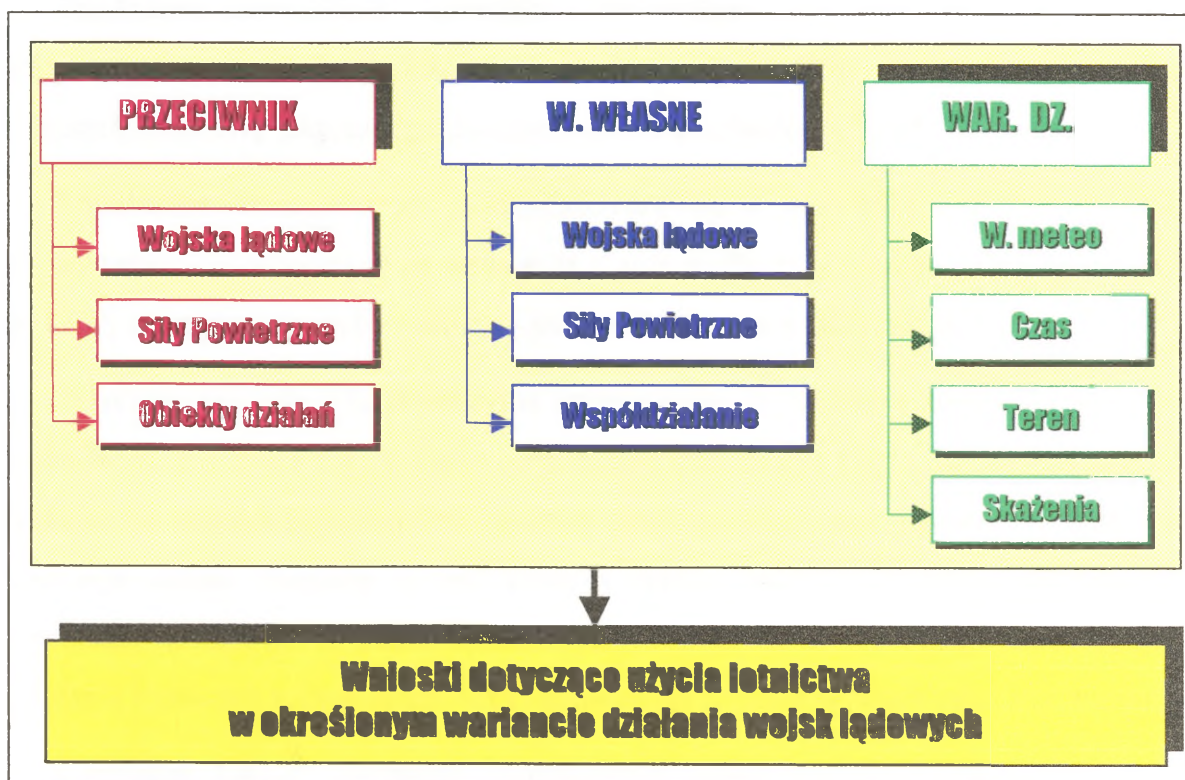 PRZECIWNIK
Wojska lądowe
Siły Powietrzne
Obiekty działań
W. WŁASNE
Wojska lądowe
Siły Powietrzne
Współdziałanie
WAR. DZ.
W. meteo
Czas
Teren
Skażenia
Wnioski dotyczące użycia lotnictwa
w określonym wariancie działania wojsk lądowych